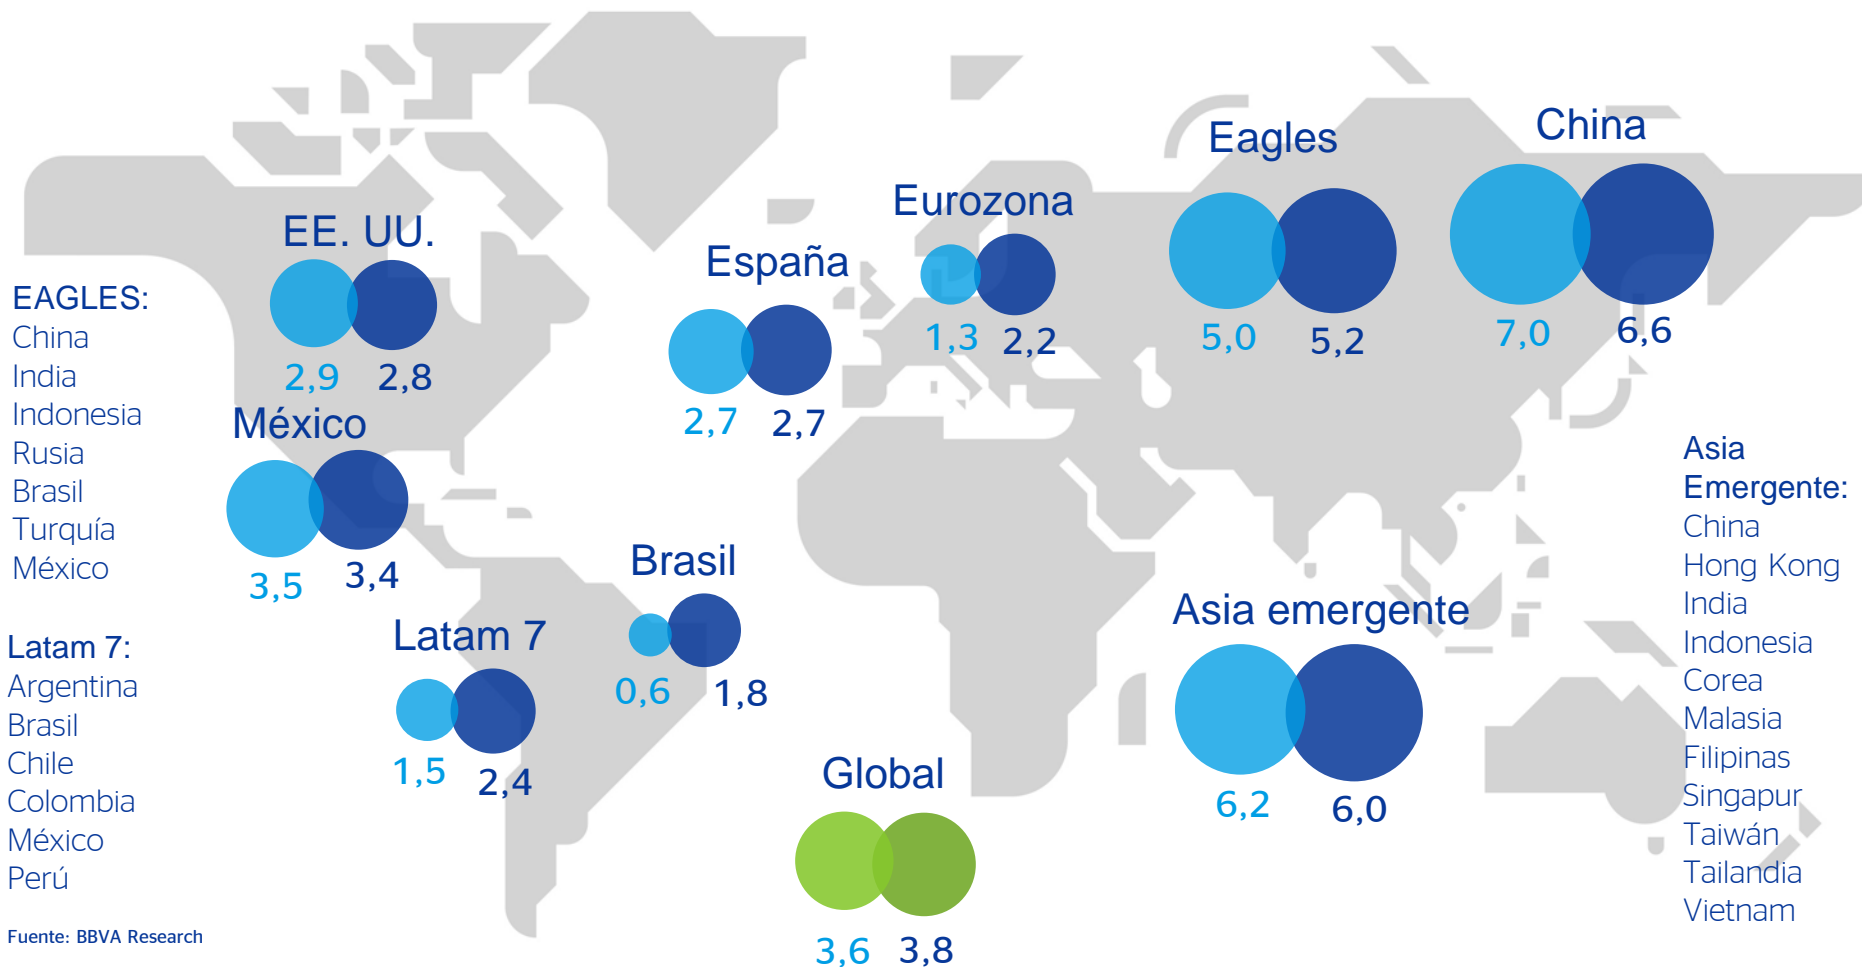 EAGLES:
China
India
Indonesia
Rusia
Brasil
Turquía
México
Latam 7:
Argentina
Brasil
Chile
Colombia
México
Perú
Fuente: BBVA Research
EE. UU.
2,9 2,8
México
3,5 3,4
Latam 7
1,5 2,4
Brasil
0,6 1,8
España
2,7 2,7
Eurozona
1,3 2,2
Eagles
5,0 5,2
China
7,0 6,6
Asia emergente
6,2 6,0
Global
3,6 3,8
Asia
Emergente:
China
Hong Kong
India
Indonesia
Corea
Malasia
Filipinas
Singapur
Taiwán
Tailandia
Vietnam